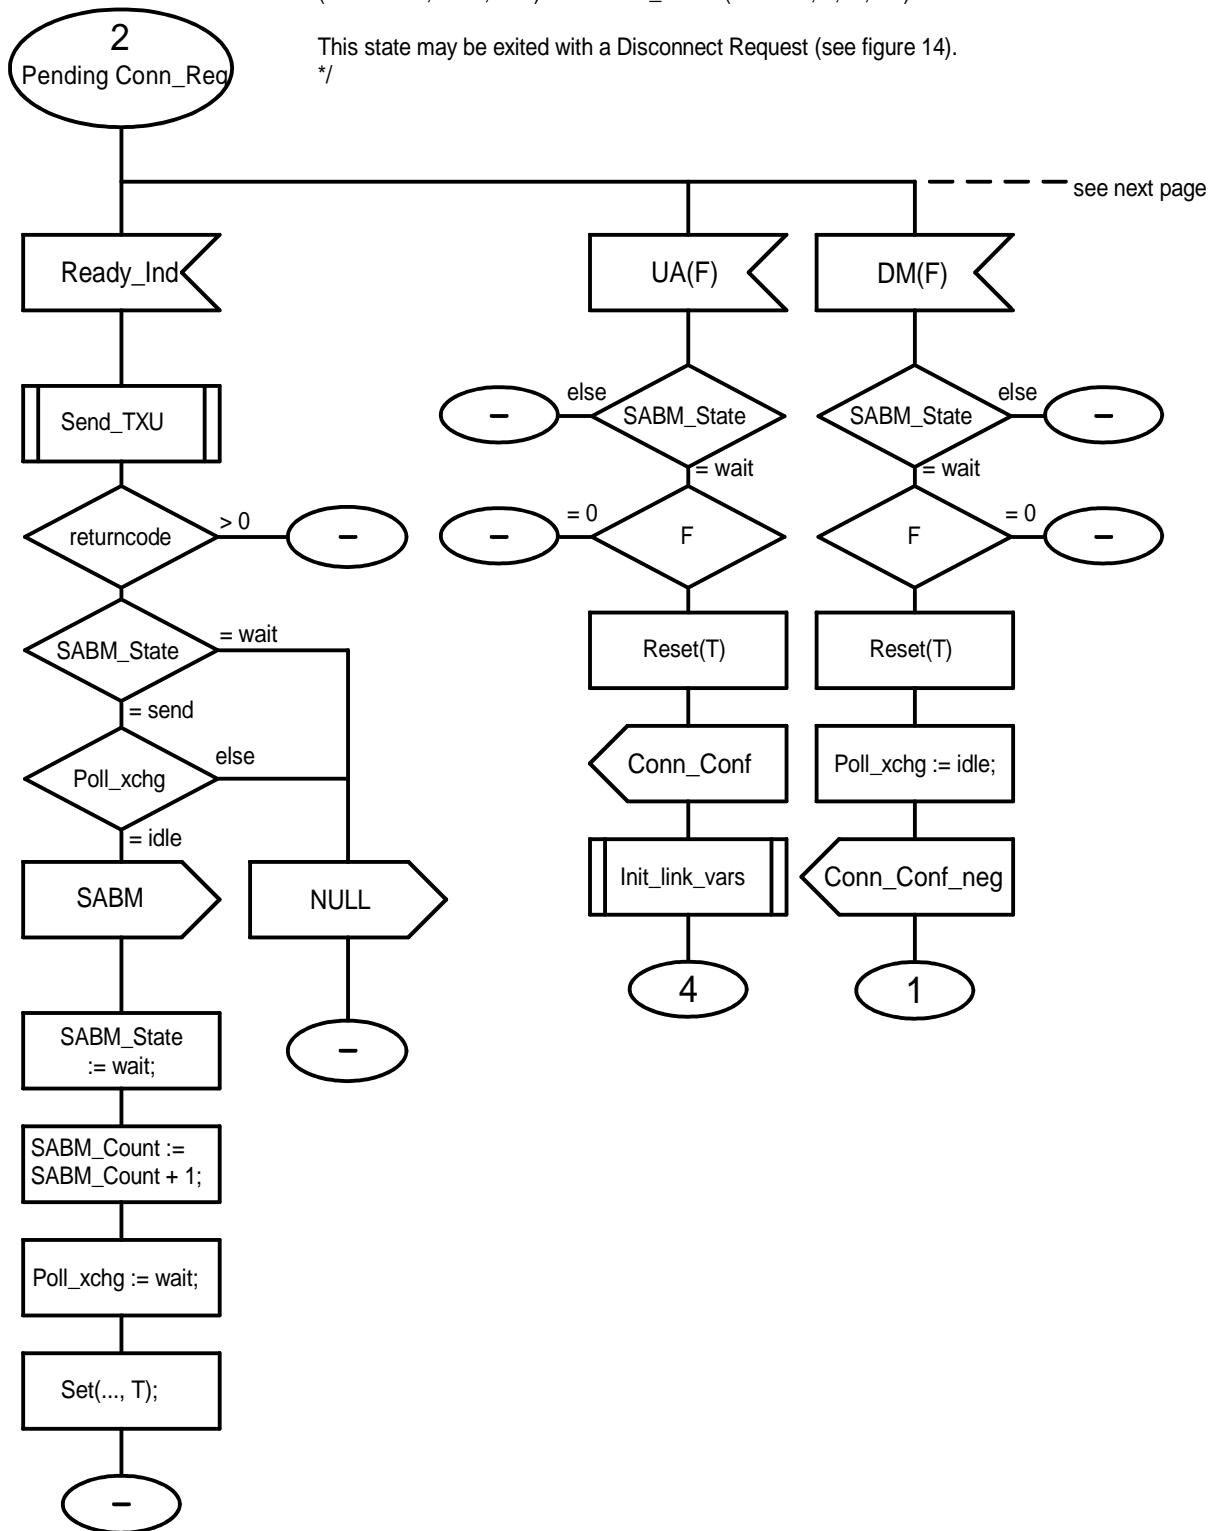 2
Pending Conn_Req
This state may be exited with a Disconnect Request (see figure 14).
*/
see next page
Ready_Ind
UA(F)
DM(F)
Send_TXU
else
SABM_State
= wait
SABM_State
else
= wait
returncode
> 0
–
–
–
= 0
F
–
F
= 0
–
SABM_State
= wait
= send
Reset(T)
Reset(T)
Poll_xchg
else
= idle
Conn_Conf
Poll_xchg := idle;
SABM
NULL
Init_link_vars
Conn_Conf_neg
4
1
SABM_State
:= wait;
–
SABM_Count :=
SABM_Count + 1;
Poll_xchg := wait;
Set(..., T);
–